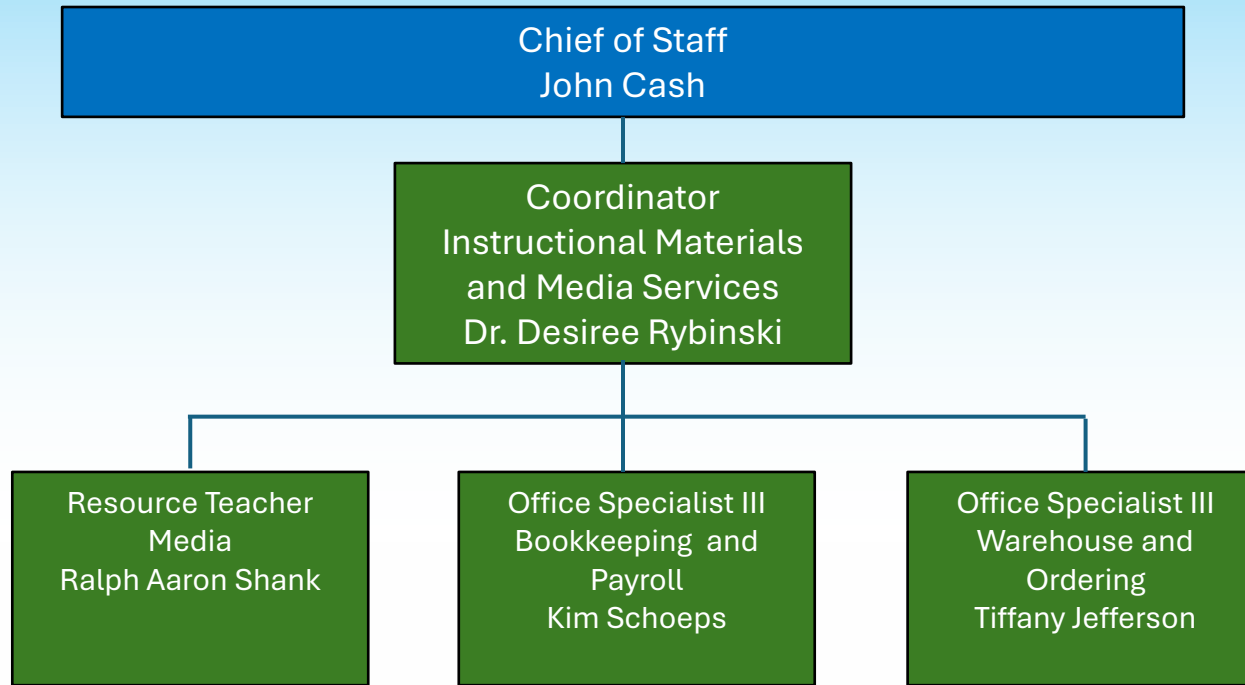 Chief of Staff
John Cash
Coordinator
Instructional Materials
and Media Services
Dr. Desiree Rybinski
Resource Teacher
Media
Ralph Aaron Shank
Office Specialist III
Bookkeeping and
Payroll
Kim Schoeps
Office Specialist III
Warehouse and
Ordering
Tiffany Jefferson